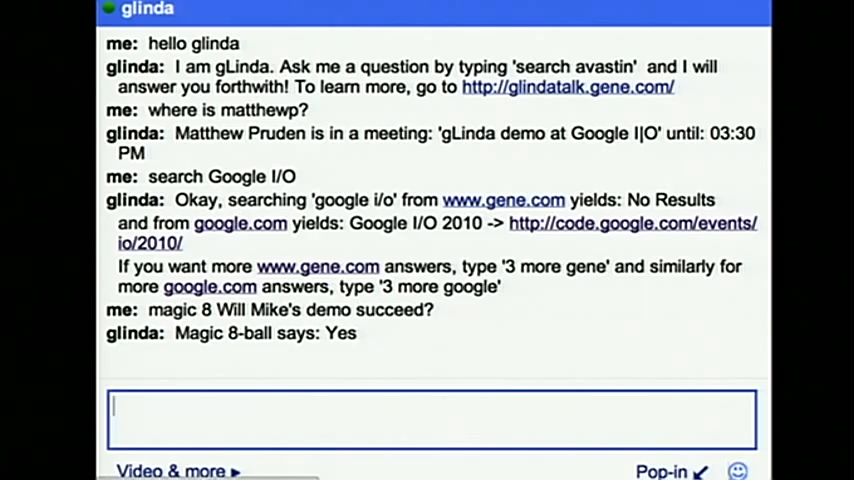 glinda
me: hello glinda
glinda: I am gLinda. Ask me a question by typing 'search avastin' and I will
answer you forthwith! To learn more, go to http://glindatalk.gene.com/
me: where is matthewp?
glinda: Matthew Pruden is in a meeting: 'gLinda demo at Google I|O' until: 03:30
PM
me: search Google I/O
glinda: Okay, searching 'google i/o' from www.gene.com yields: No Results
and from google.com yields: Google I/O 2010 -> http://code.google.com/events/
io/2010/
If you want more www.gene.com answers, type '3 more gene' and similarly for
more google.com answers, type '3 more google'
me: magic 8 Will Mike's demo succeed?
glinda: Magic 8-ball says: Yes
Video & more ▸ Pop-in